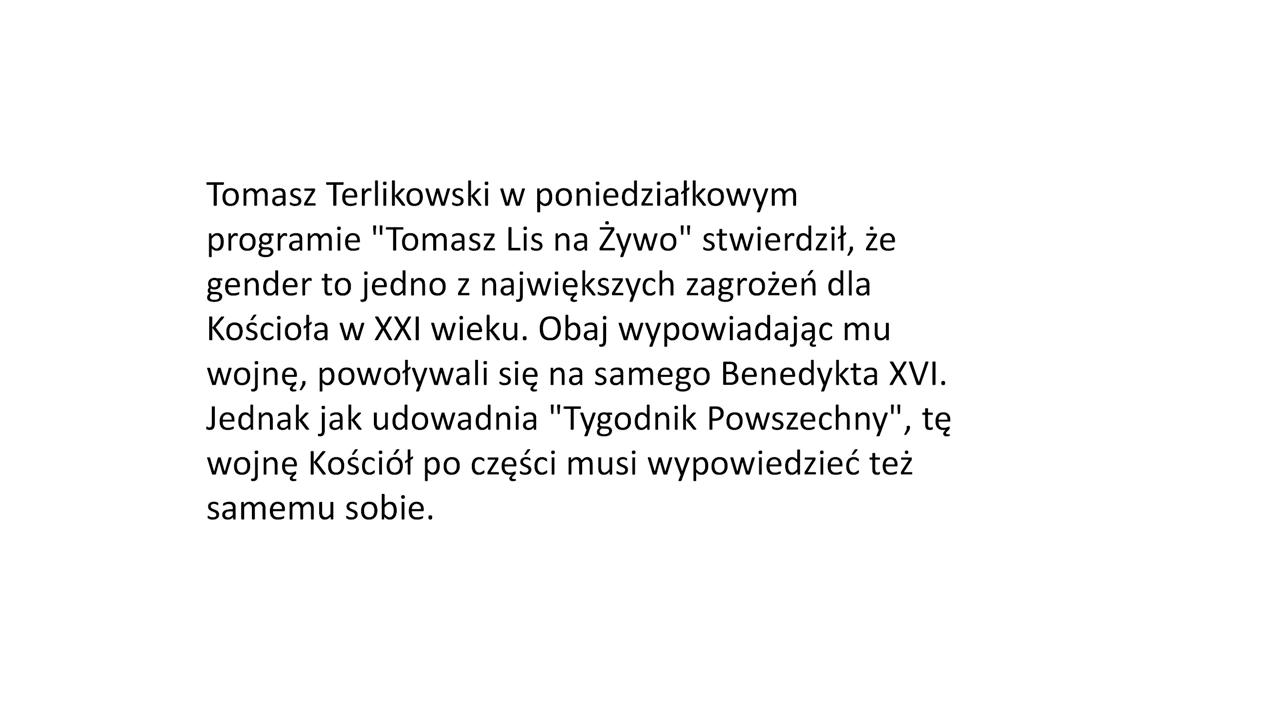 Tomasz Terlikowski w poniedziałkowym
programie "Tomasz Lis na Żywo" stwierdził, że
gender to jedno z największych zagrożeń dla
Kościoła w XXI wieku. Obaj wypowiadając mu
wojnę, powoływali się na samego Benedykta XVI.
Jednak jak udowadnia "Tygodnik Powszechny", tę
wojnę Kościół po części musi wypowiedzieć też
samemu sobie.